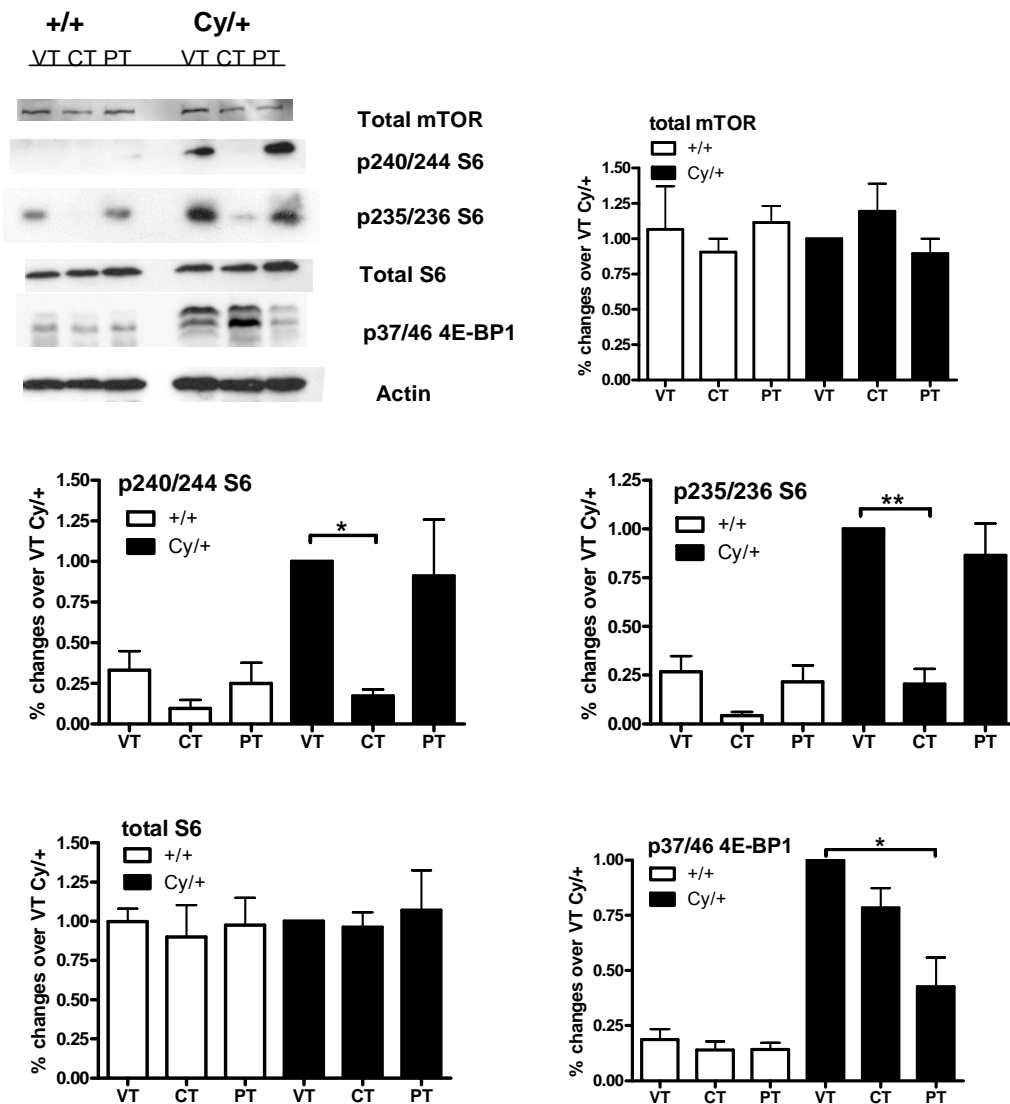 +/+ Cy/+
VT CT PT VT CT PT
Total mTOR
p240/244 S6
p235/236 S6
Total S6
p37/46 4E-BP1
Actin
total mTOR
+/+
Cy/+
% changes over VT Cy/+
1.50
1.25
1.00
0.75
0.50
0.25
0.00
VT CT PT VT CT PT
p240/244 S6
+/+
Cy/+
*
% changes over VT Cy/+
1.50
1.25
1.00
0.75
0.50
0.25
0.00
VT CT PT VT CT PT
p235/236 S6
+/+
Cy/+
**
% changes over VT Cy/+
1.25
1.00
0.75
0.50
0.25
0.00
VT CT PT VT CT PT
total S6
+/+
Cy/+
% changes over VT Cy/+
1.50
1.25
1.00
0.75
0.50
0.25
0.00
VT CT PT VT CT PT
p37/46 4E-BP1
+/+
Cy/+
*
% changes over VT Cy/+
1.00
0.75
0.50
0.25
0.00
VT CT PT VT CT PT